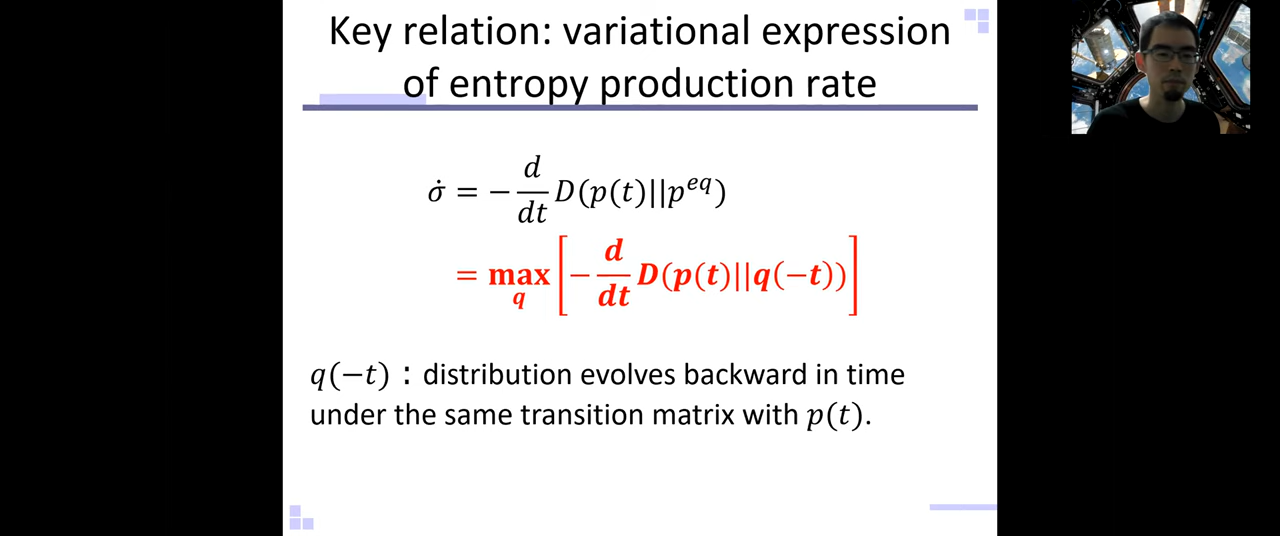 Key relation: variational expression
of entropy production rate
σ̇ = −d/dt D(p(t)||p^{eq})
= max_q [−d/dt D(p(t)||q(−t))]
q(−t) : distribution evolves backward in time
under the same transition matrix with p(t).